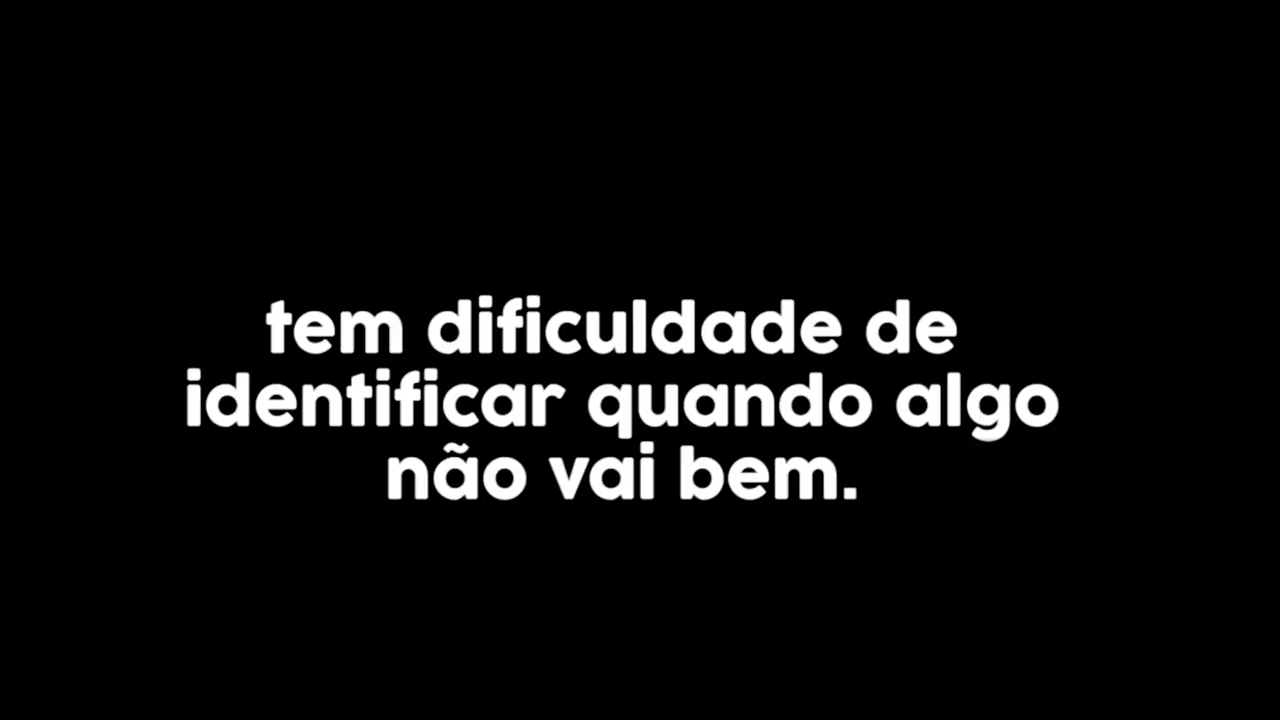 tem dificuldade de
identificar quando algo
não vai bem.